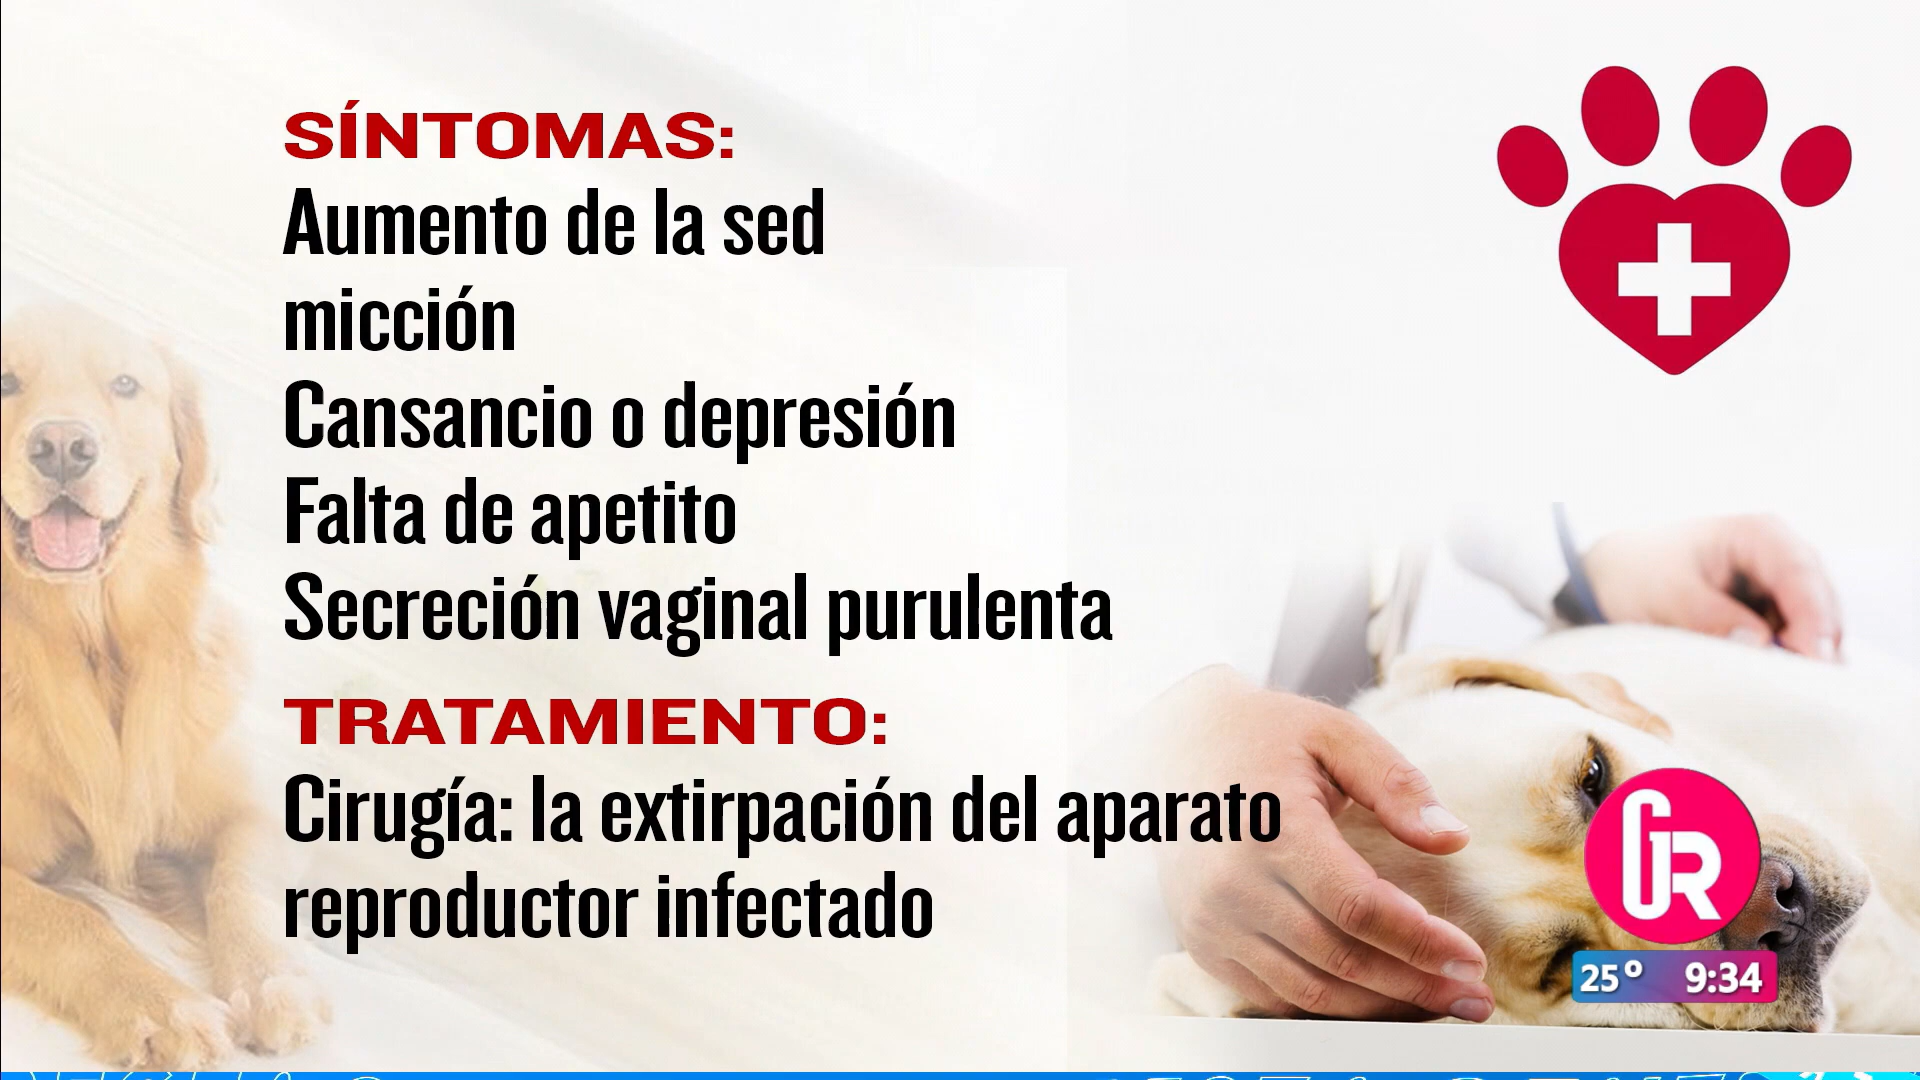 SÍNTOMAS:
Aumento de la sed
micción
Cansancio o depresión
Falta de apetito
Secreción vaginal purulenta
TRATAMIENTO:
Cirugía: la extirpación del aparato
reproductor infectado
GR
25° 9:34